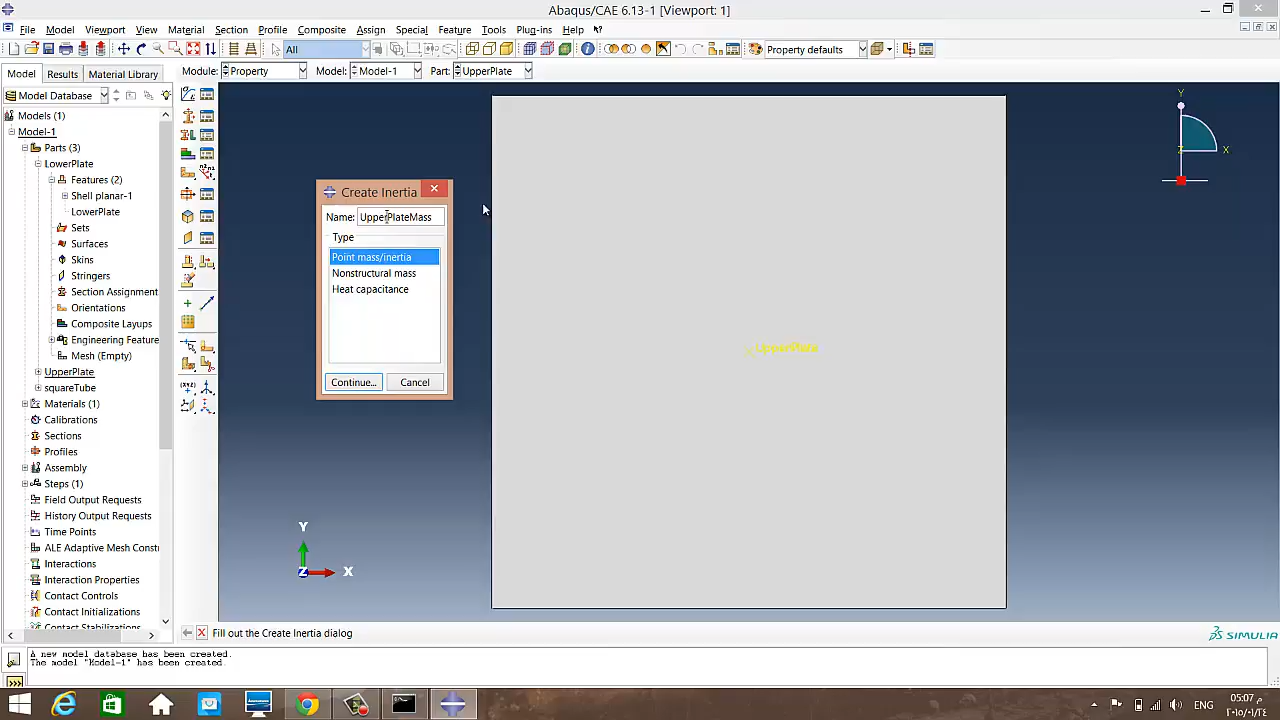 Abaqus/CAE 6.13-1 [Viewport: 1]
File Model Viewport View Material Section Profile Composite Assign Special Feature Tools Plug-ins Help
All Property defaults
Model Results Material Library Module: Property Model: Model-1 Part: UpperPlate
Model Database
Models (1)
Model-1
Parts (3)
LowerPlate
Features (2)
Shell planar-1
LowerPlate
Sets
Surfaces
Skins
Stringers
Section Assignment
Orientations
Composite Layups
Engineering Feature
Mesh (Empty)
UpperPlate
squareTube
Materials (1)
Calibrations
Sections
Profiles
Assembly
Steps (1)
Field Output Requests
History Output Requests
Time Points
ALE Adaptive Mesh Const
Interactions
Interaction Properties
Contact Controls
Contact Initializations
Contact Stabilizations
Create Inertia
Name: UpperPlateMass
Type
Point mass/inertia
Nonstructural mass
Heat capacitance
Continue... Cancel
UpperPlate
Y
Z X
Y
Z X
Fill out the Create Inertia dialog
SIMULIA
A new model database has been created.
The model "Model-1" has been created.
ENG 05:07 م
٢٠١٥/٠١/٢٤